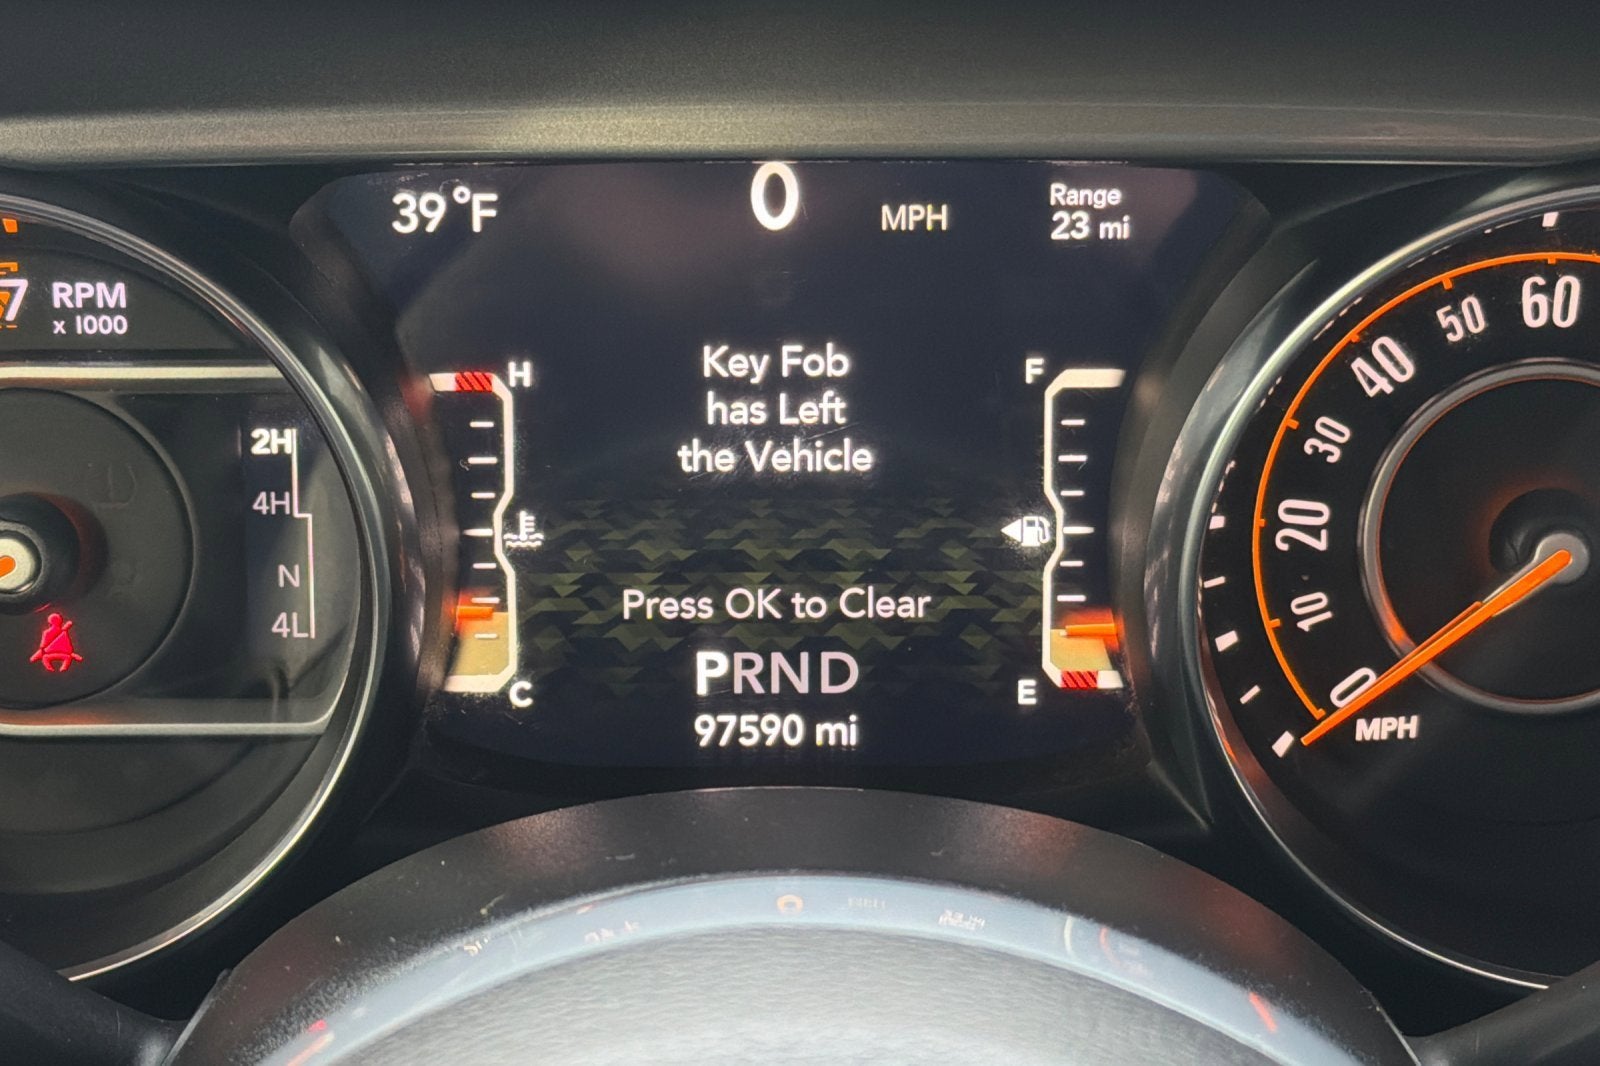 39°F
0
MPH
Range
23 mi
7
RPM
x 1000
2H
4H
N
4L
H
C
Key Fob
has Left
the Vehicle
Press OK to Clear
PRND
97590 mi
F
E
60
50
40
30
20
10
0
MPH